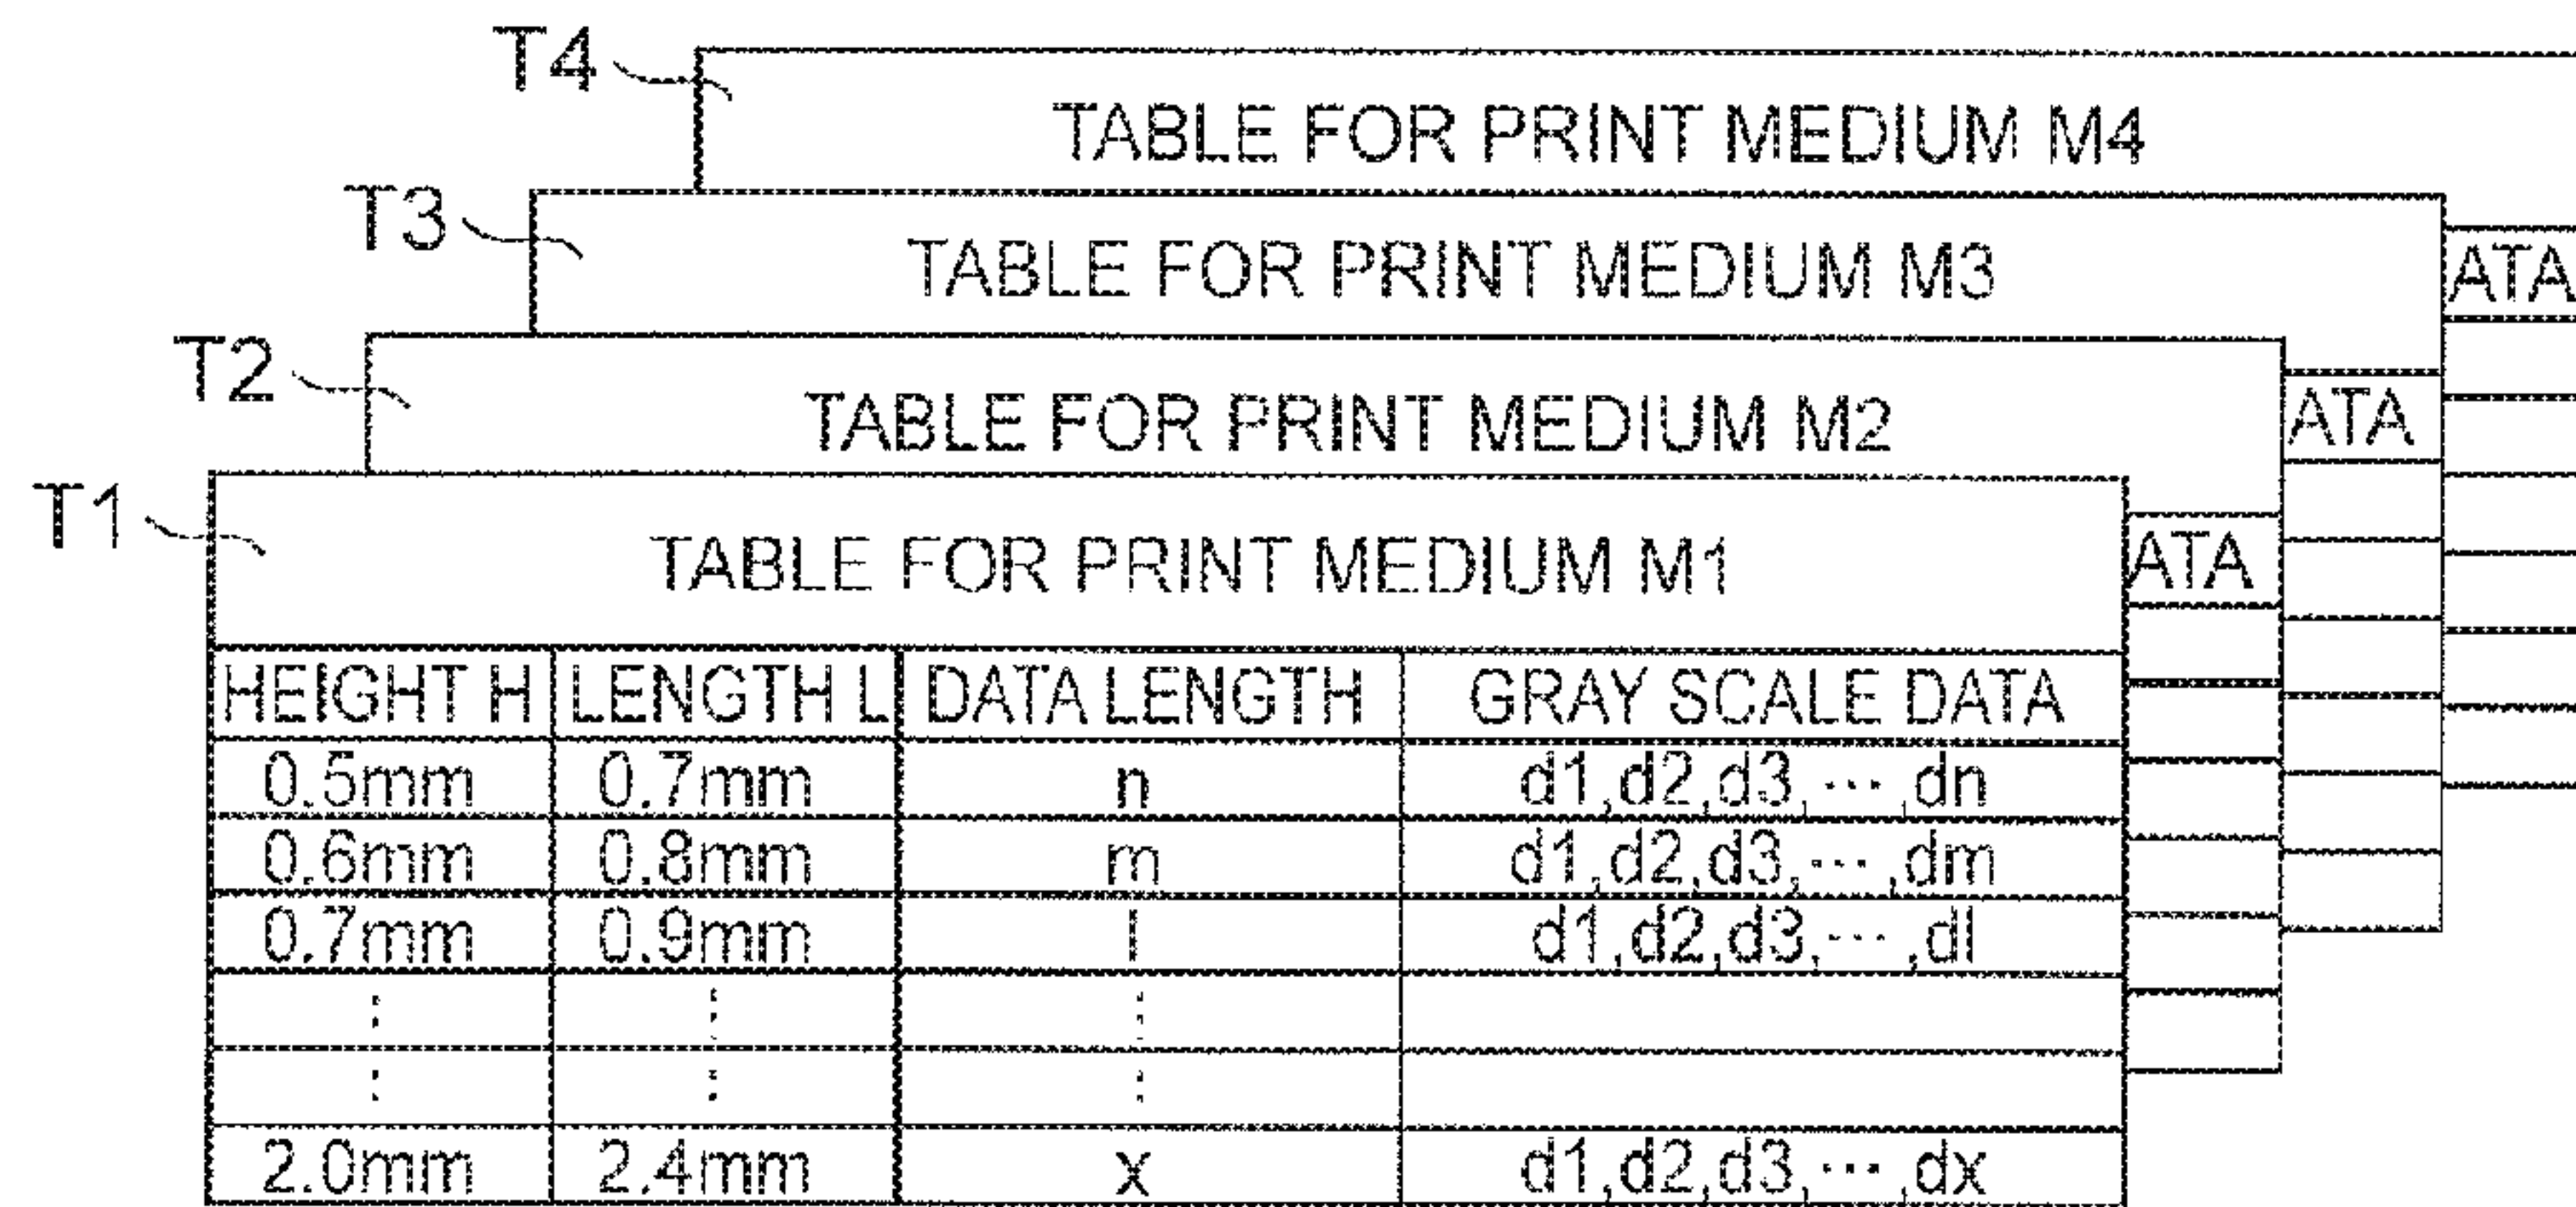 T4 TABLE FOR PRINT MEDIUM M4
T3 TABLE FOR PRINT MEDIUM M3 ATA
T2 TABLE FOR PRINT MEDIUM M2 ATA
T1 TABLE FOR PRINT MEDIUM M1 ATA
HEIGHT H LENGTH L DATA LENGTH GRAY SCALE DATA
0.5mm 0.7mm n d1,d2,d3,⋯,dn
0.6mm 0.8mm m d1,d2,d3,⋯,dm
0.7mm 0.9mm l d1,d2,d3,⋯,dl
⋮ ⋮ ⋮
⋮ ⋮ ⋮
2.0mm 2.4mm x d1,d2,d3,⋯,dx